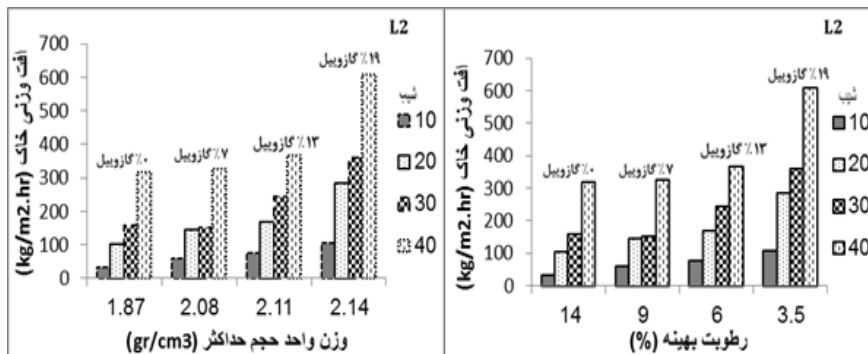 L2
افت وزنی خاک (kg/m2.hr)
700
600
500
400
300
200
100
0
٪۰ گازوییل
٪۷ گازوییل
٪۱۳ گازوییل
٪۱۹ گازوییل
شیب
10
20
30
40
1.87 2.08 2.11 2.14
وزن واحد حجم حداکثر (gr/cm3)
L2
افت وزنی خاک (kg/m2.hr)
700
600
500
400
300
200
100
0
٪۰ گازوییل
٪۷ گازوییل
٪۱۳ گازوییل
٪۱۹ گازوییل
شیب
10
20
30
40
14 9 6 3.5
رطوبت بهینه (%)